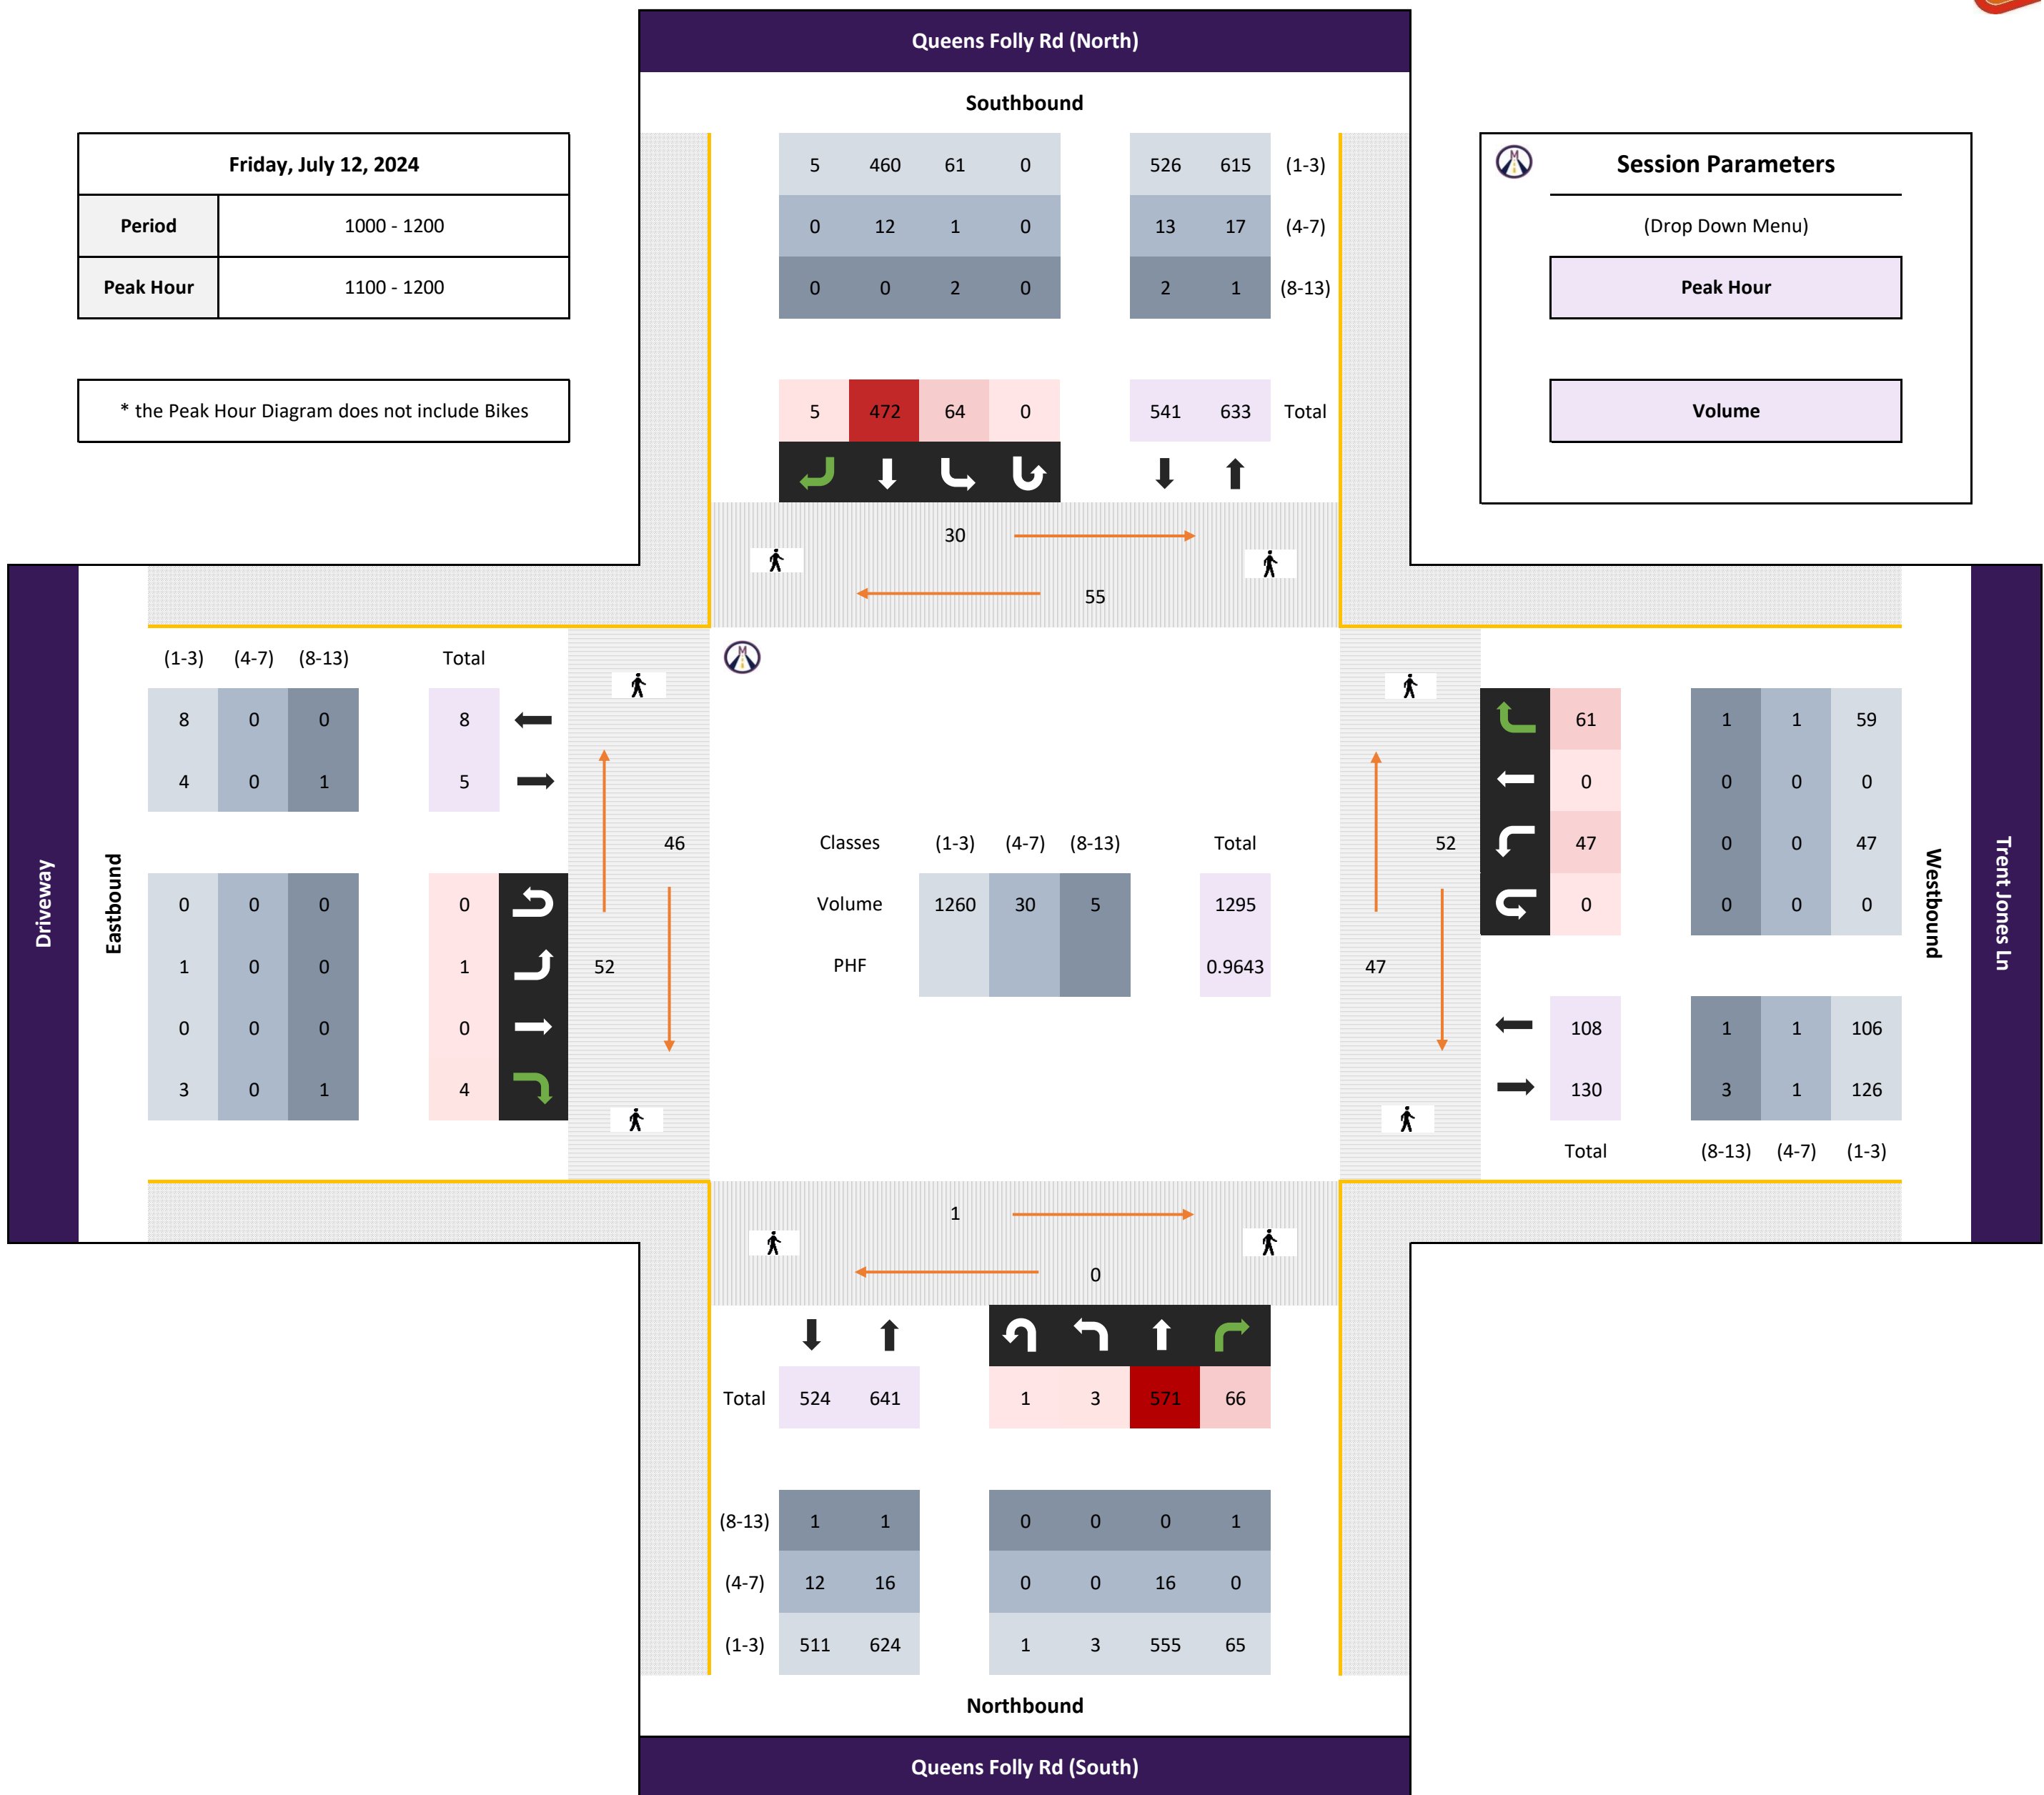 Queens Folly Rd (North)
Southbound
Friday, July 12, 2024
Period 1000 - 1200
Peak Hour 1100 - 1200
* the Peak Hour Diagram does not include Bikes
Session Parameters
(Drop Down Menu)
Peak Hour
Volume
5 460 61 0 526 615 (1-3)
0 12 1 0 13 17 (4-7)
0 0 2 0 2 1 (8-13)
5 472 64 0 541 633 Total
30
55
Driveway
Eastbound
(1-3) (4-7) (8-13) Total
8 0 0 8
4 0 1 5
0 0 0 0
1 0 0 1
0 0 0 0
3 0 1 4
46
52
M
Classes (1-3) (4-7) (8-13) Total
Volume 1260 30 5 1295
PHF 0.9643
52
47
61 1 1 59
0 0 0 0
47 0 0 47
0 0 0 0
108 1 1 106
130 3 1 126
Total (8-13) (4-7) (1-3)
Westbound
Trent Jones Ln
1
0
Total 524 641 1 3 571 66
(8-13) 1 1 0 0 0 1
(4-7) 12 16 0 0 16 0
(1-3) 511 624 1 3 555 65
Northbound
Queens Folly Rd (South)